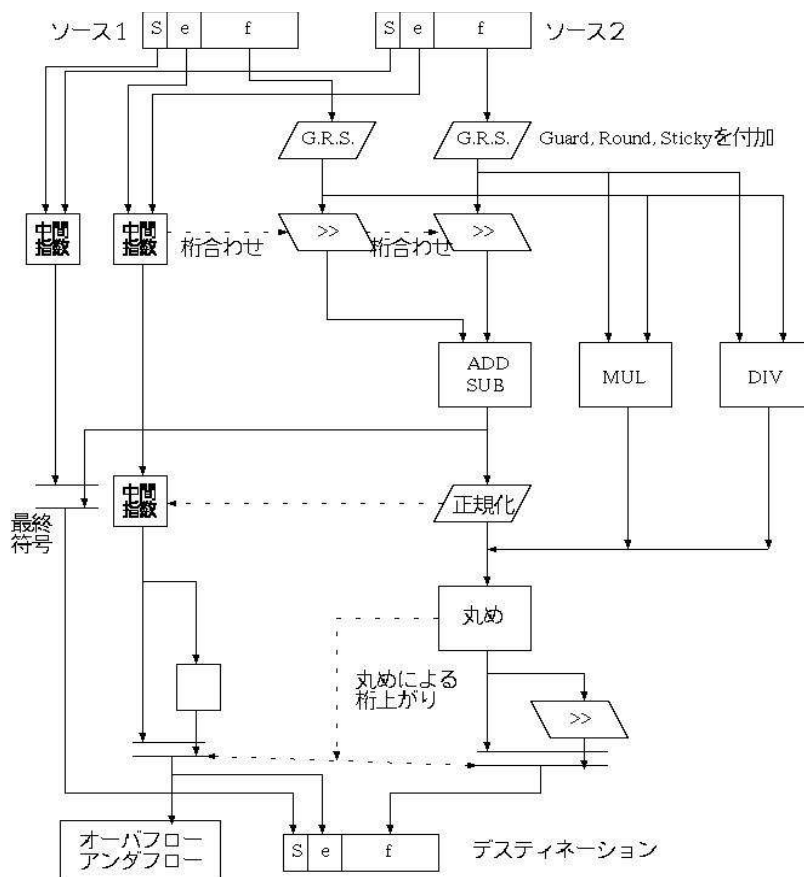 ソース1 S e f
ソース2 S e f
G.R.S.
G.R.S.
Guard, Round, Stickyを付加
中間
指数
中間
指数
桁合わせ
>>
桁合わせ
>>
ADD
SUB
MUL
DIV
最終
符号
中間
指数
正規化
丸め
丸めによる
桁上がり
>>
オーバフロー
アンダフロー
S e f
デスティネーション